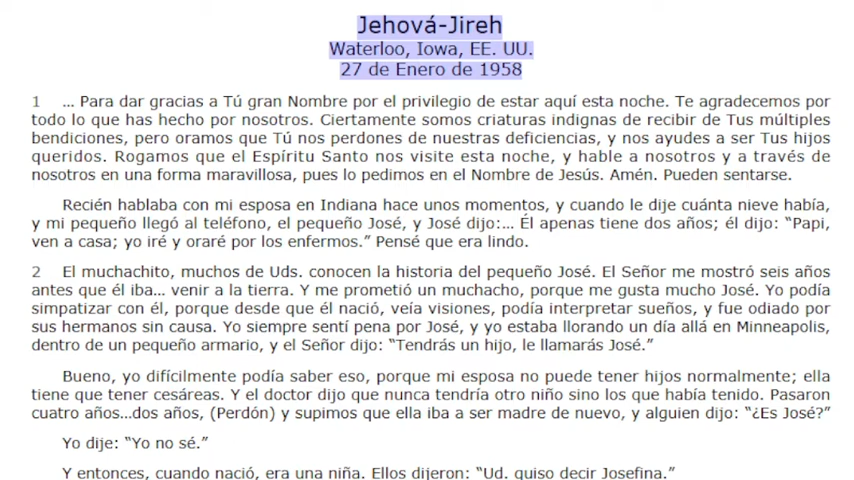 Jehová-Jireh
Waterloo, Iowa, EE. UU.
27 de Enero de 1958
1 ... Para dar gracias a Tú gran Nombre por el privilegio de estar aquí esta noche. Te agradecemos por
todo lo que has hecho por nosotros. Ciertamente somos criaturas indignas de recibir de Tus múltiples
bendiciones, pero oramos que Tú nos perdones de nuestras deficiencias, y nos ayudes a ser Tus hijos
queridos. Rogamos que el Espíritu Santo nos visite esta noche, y hable a nosotros y a través de
nosotros en una forma maravillosa, pues lo pedimos en el Nombre de Jesús. Amén. Pueden sentarse.
Recién hablaba con mi esposa en Indiana hace unos momentos, y cuando le dije cuánta nieve había,
y mi pequeño llegó al teléfono, el pequeño José, y José dijo:... Él apenas tiene dos años; él dijo: “Papi,
ven a casa; yo iré y oraré por los enfermos.” Pensé que era lindo.
2 El muchachito, muchos de Uds. conocen la historia del pequeño José. El Señor me mostró seis años
antes que él iba... venir a la tierra. Y me prometió un muchacho, porque me gusta mucho José. Yo podía
simpatizar con él, porque desde que él nació, veía visiones, podía interpretar sueños, y fue odiado por
sus hermanos sin causa. Yo siempre sentí pena por José, y yo estaba llorando un día allá en Minneapolis,
dentro de un pequeño armario, y el Señor dijo: “Tendrás un hijo, le llamarás José.”
Bueno, yo difícilmente podía saber eso, porque mi esposa no puede tener hijos normalmente; ella
tiene que tener cesáreas. Y el doctor dijo que nunca tendría otro niño sino los que había tenido. Pasaron
cuatro años...dos años, (Perdón) y supimos que ella iba a ser madre de nuevo, y alguien dijo: “¿Es José?”
Yo dije: “Yo no sé.”
Y entonces, cuando nació, era una niña. Ellos dijeron: “Ud. quiso decir Josefina.”